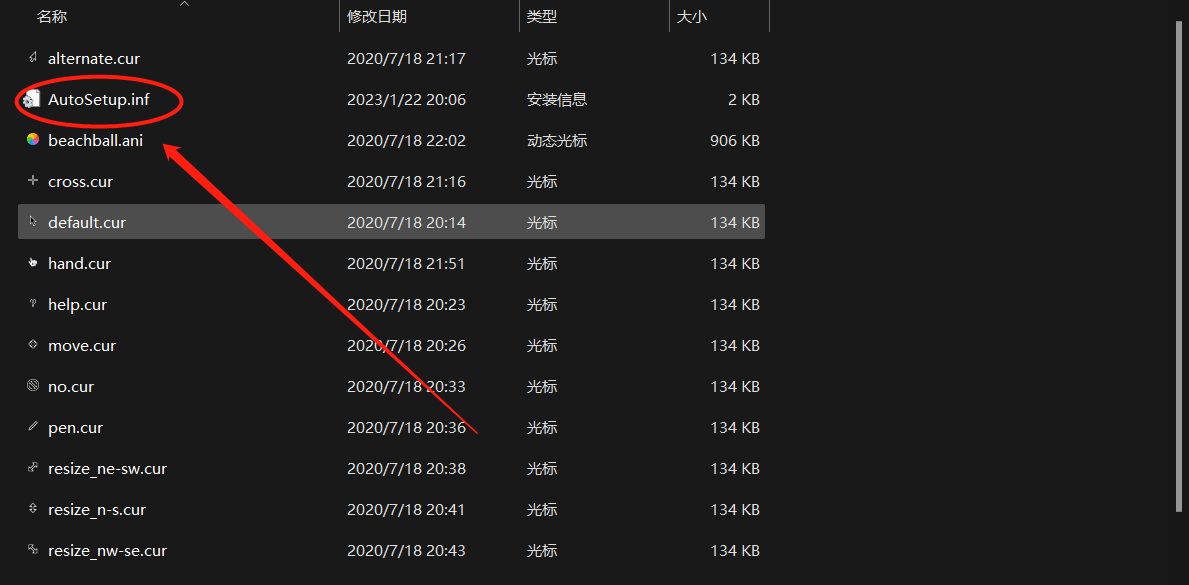 名称 修改日期 类型 大小
alternate.cur 2020/7/18 21:17 光标 134 KB
AutoSetup.inf 2023/1/22 20:06 安装信息 2 KB
beachball.ani 2020/7/18 22:02 动态光标 906 KB
cross.cur 2020/7/18 21:16 光标 134 KB
default.cur 2020/7/18 20:14 光标 134 KB
hand.cur 2020/7/18 21:51 光标 134 KB
help.cur 2020/7/18 20:23 光标 134 KB
move.cur 2020/7/18 20:26 光标 134 KB
no.cur 2020/7/18 20:33 光标 134 KB
pen.cur 2020/7/18 20:36 光标 134 KB
resize_ne-sw.cur 2020/7/18 20:38 光标 134 KB
resize_n-s.cur 2020/7/18 20:41 光标 134 KB
resize_nw-se.cur 2020/7/18 20:43 光标 134 KB